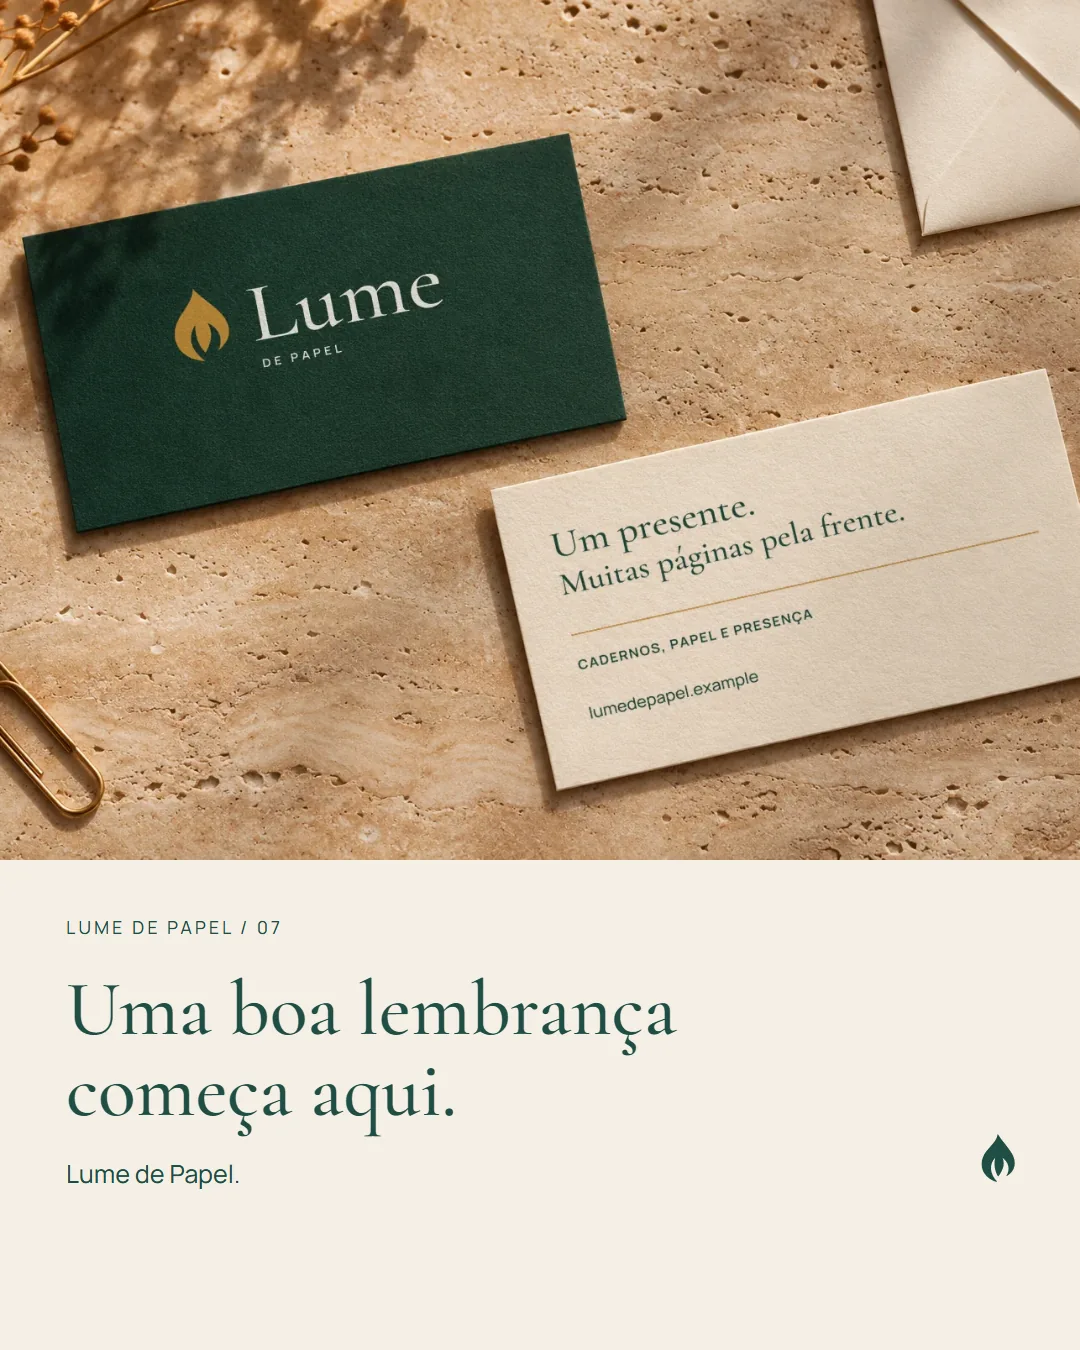 Lume
DE PAPEL
Um presente.
Muitas páginas pela frente.
CADERNOS, PAPEL E PRESENÇA
lumedepapel.example
LUME DE PAPEL / 07
Uma boa lembrança
começa aqui.
Lume de Papel.